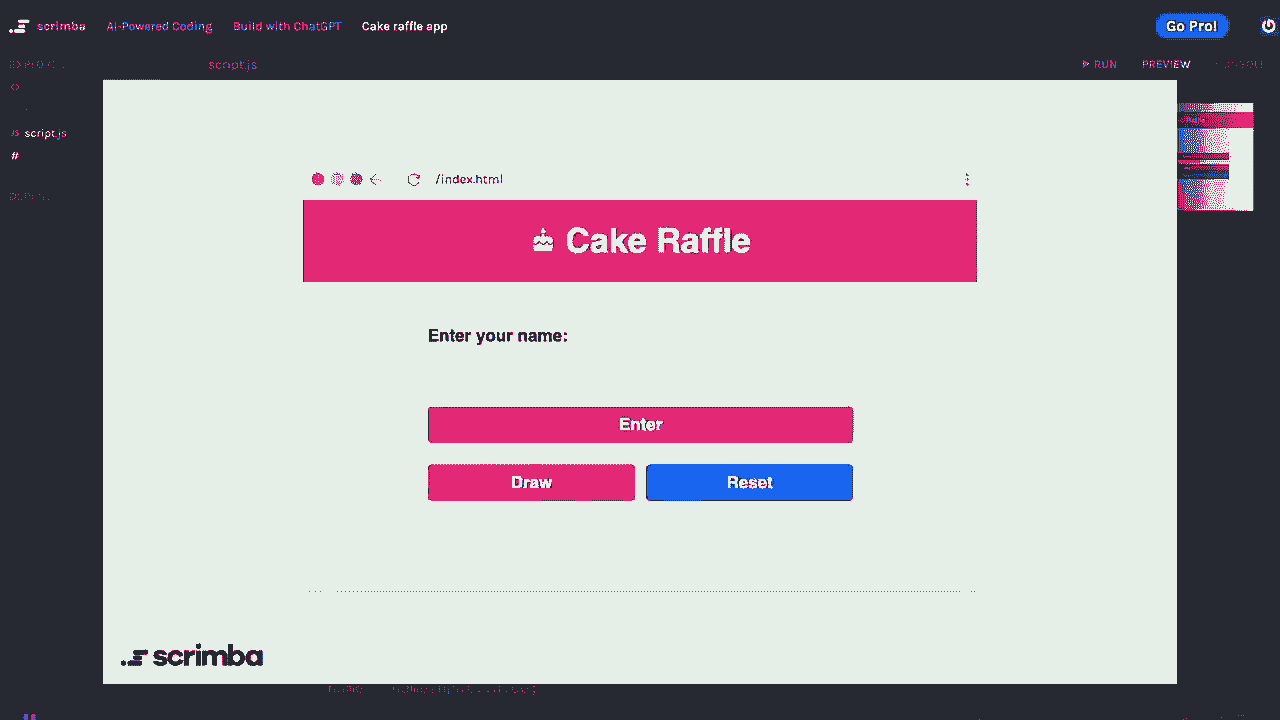 scrimba AI-Powered Coding Build with ChatGPT Cake raffle app Go Pro!
script.js RUN PREVIEW
JS script.js
#
/index.html
Cake Raffle
Enter your name:
Enter
Draw Reset
scrimba